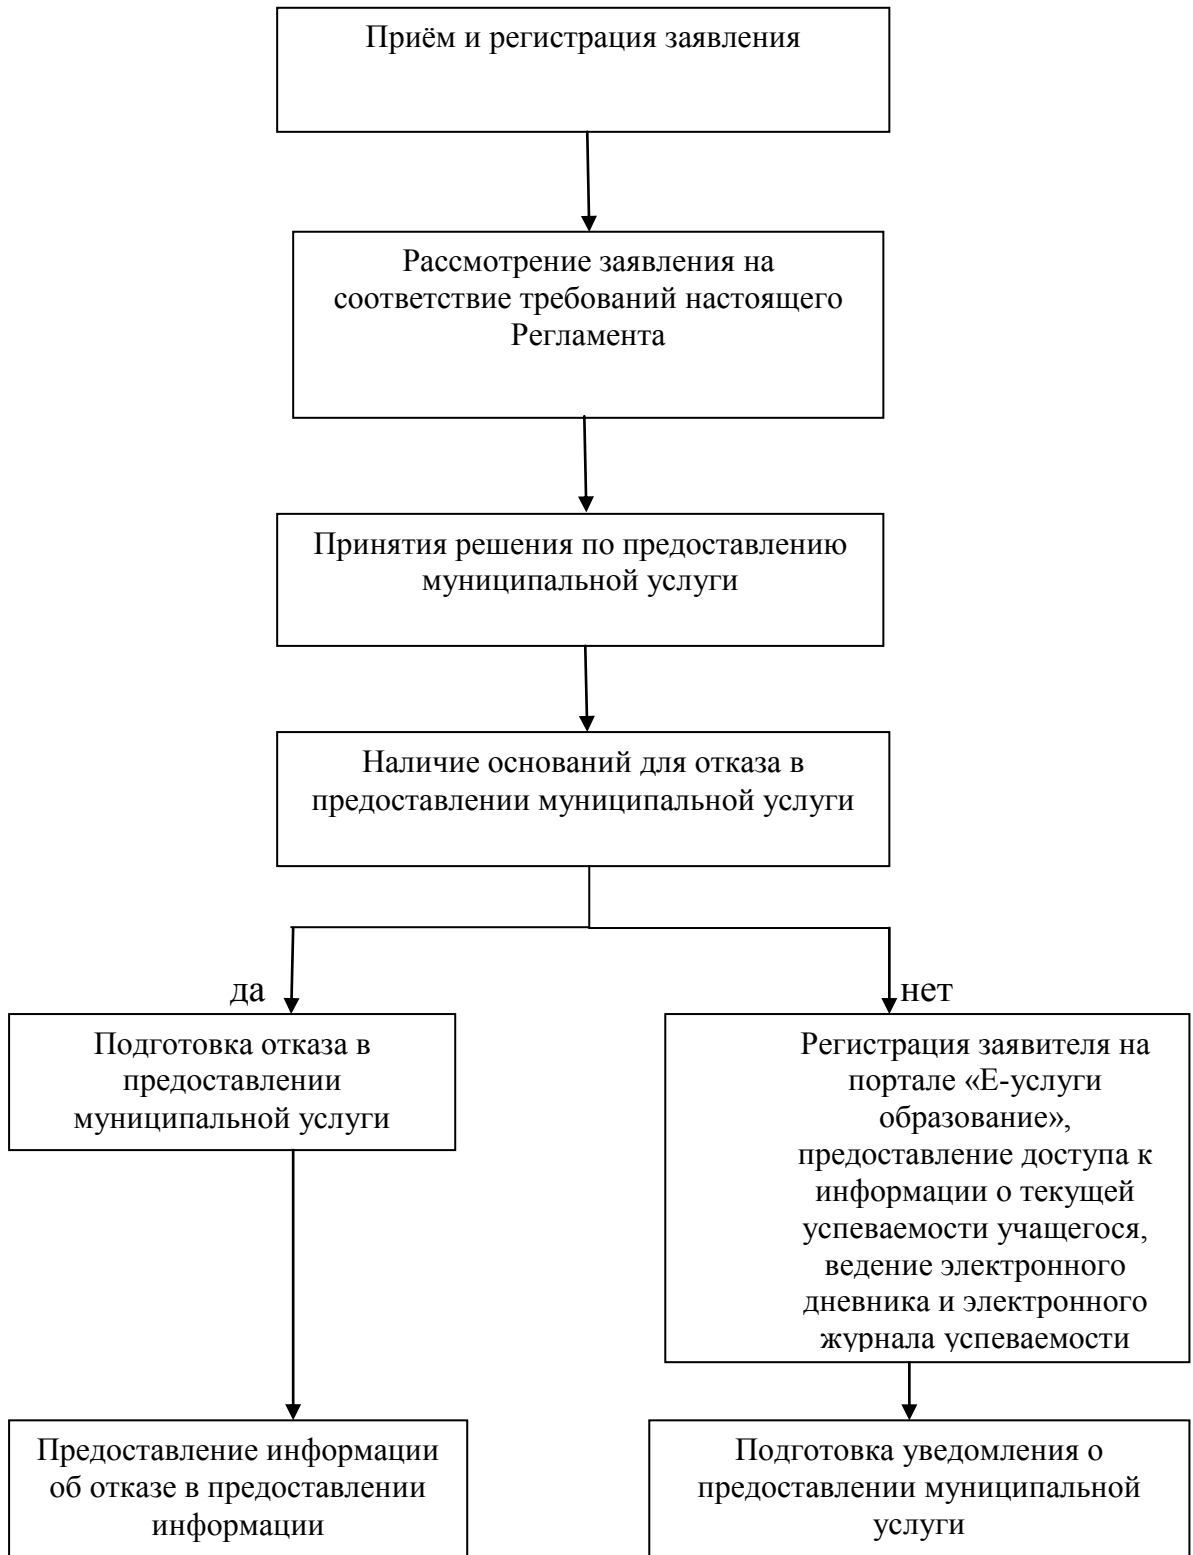 Приём и регистрация заявления
Рассмотрение заявления на
соответствие требований настоящего
Регламента
Принятия решения по предоставлению
муниципальной услуги
Наличие оснований для отказа в
предоставлении муниципальной услуги
да
нет
Подготовка отказа в
предоставлении
муниципальной услуги
Регистрация заявителя на
портале «Е-услуги
образование»,
предоставление доступа к
информации о текущей
успеваемости учащегося,
ведение электронного
дневника и электронного
журнала успеваемости
Предоставление информации
об отказе в предоставлении
информации
Подготовка уведомления о
предоставлении муниципальной
услуги